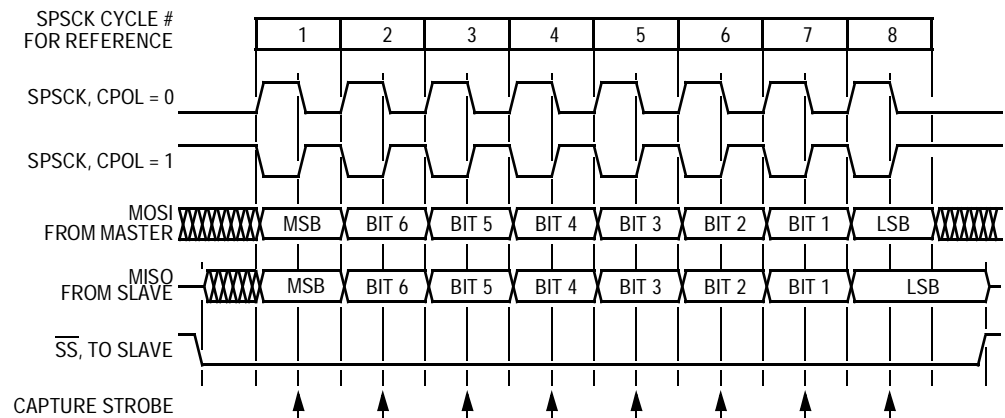 SPSCK CYCLE #
FOR REFERENCE
1 2 3 4 5 6 7 8
SPSCK, CPOL = 0
SPSCK, CPOL = 1
MOSI
FROM MASTER
MSB BIT 6 BIT 5 BIT 4 BIT 3 BIT 2 BIT 1 LSB
MISO
FROM SLAVE
MSB BIT 6 BIT 5 BIT 4 BIT 3 BIT 2 BIT 1 LSB
SS, TO SLAVE
CAPTURE STROBE